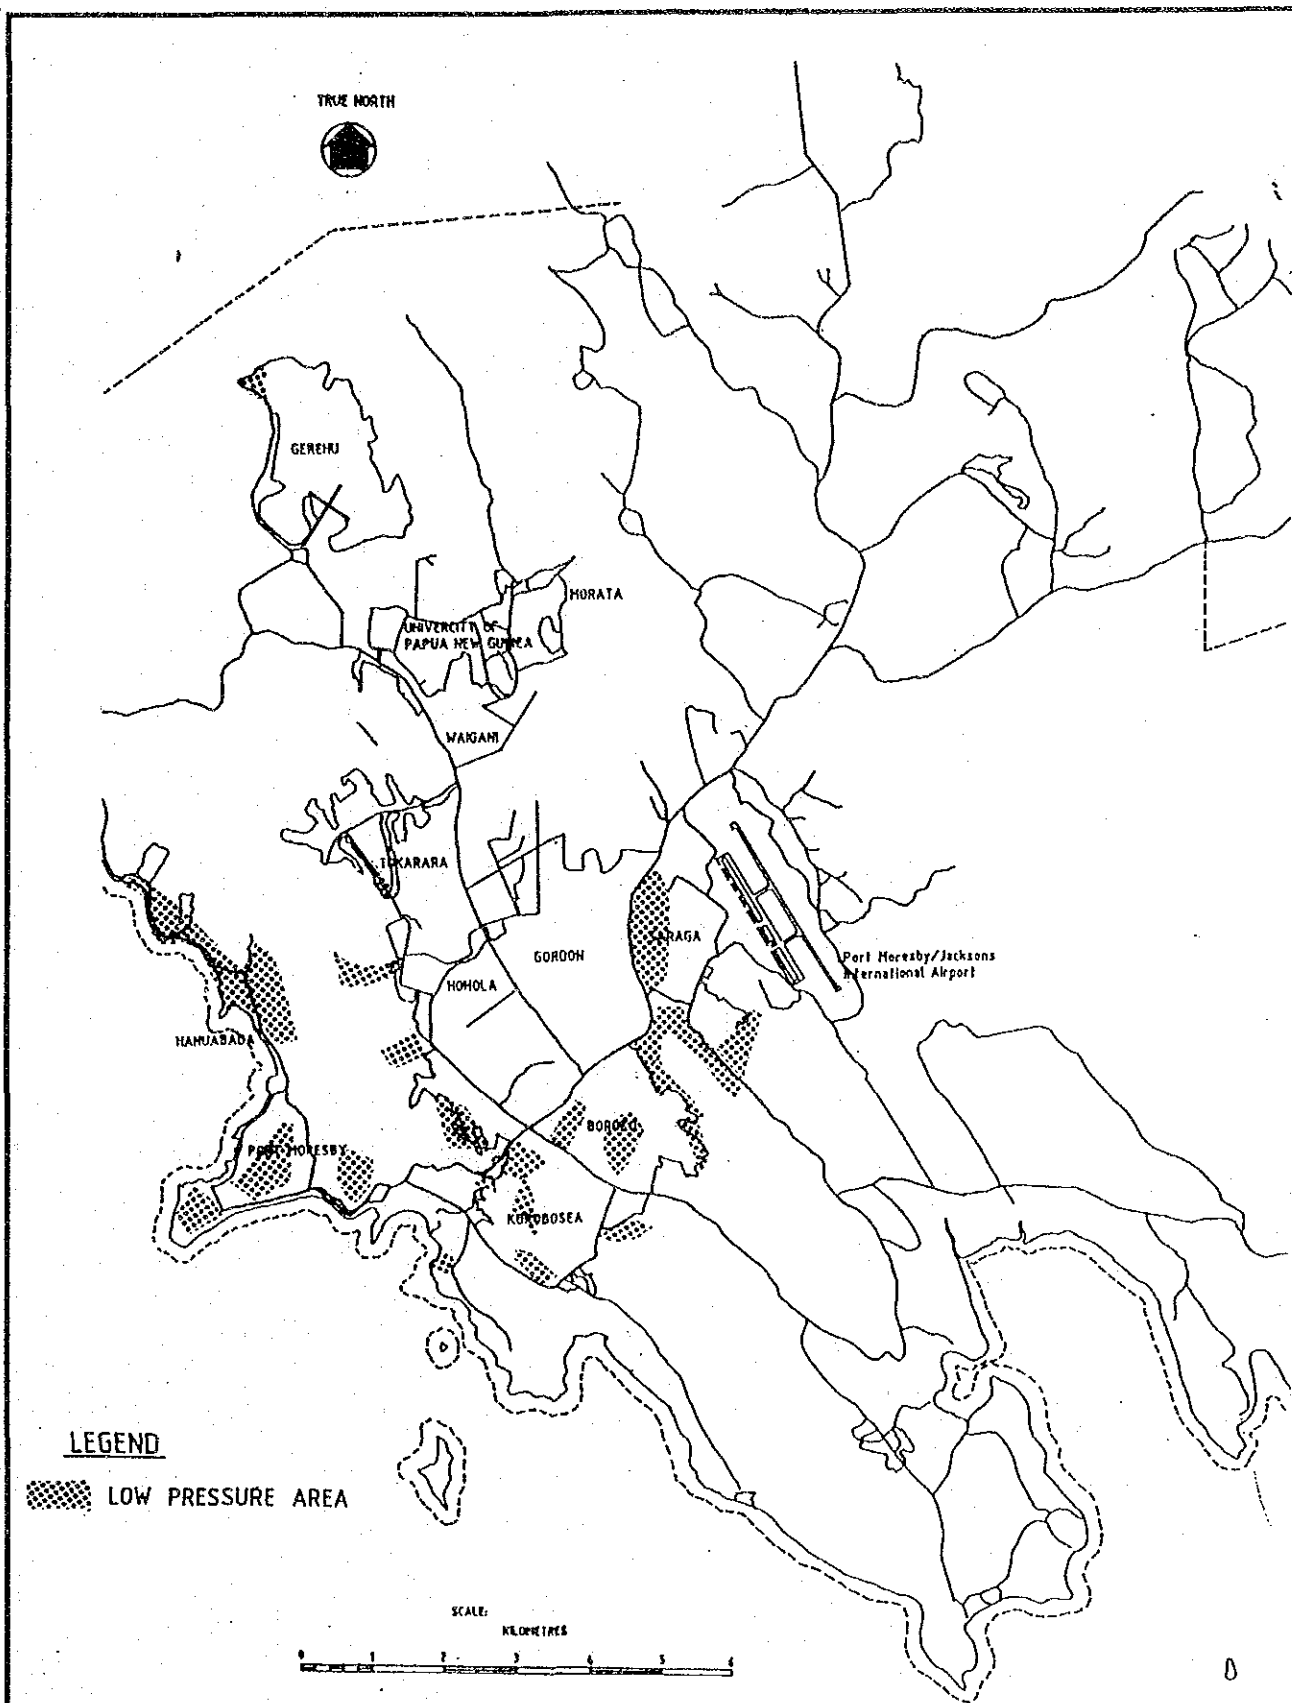 TRUE NORTH
GEREHU
MORATA
UNIVERCITY OF
PAPUA NEW GUINEA
WAIGANI
TOKARARA
GORDON
SARAGA
Port Moresby/Jacksons
International Airport
HOHOLA
HANUABADA
BOROKO
PORT MORESBY
KOROBOSEA
LEGEND
LOW PRESSURE AREA
SCALE:
KILOMETRES
0 1 2 3 4 5 6